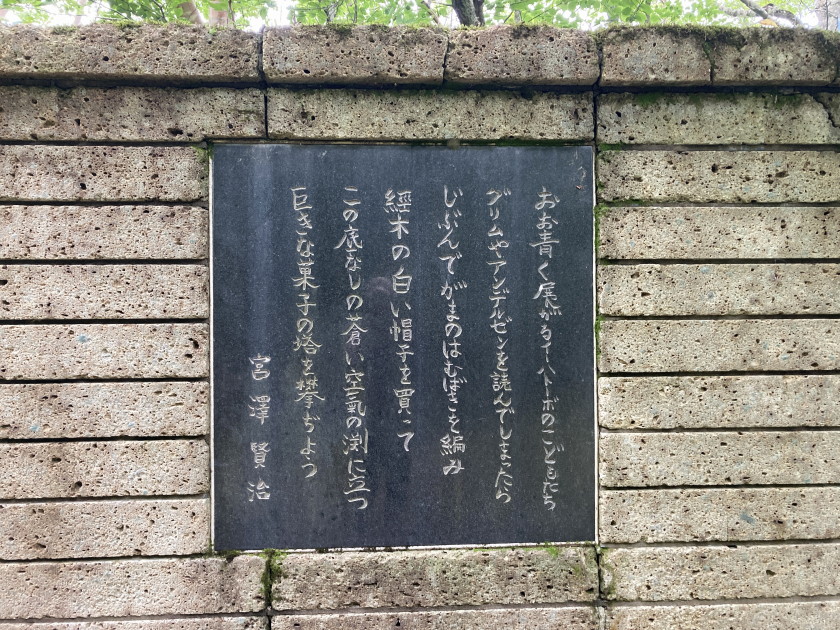 おお青く展がるイーハトーボのこどもたち
グリムやアンデルゼンを読んでしまったら
じぶんでがまのはむばきを編み
經木の白い帽子を買って
この底なしの蒼い空氣の渕に立つ
巨きな菓子の塔を攀ぢよう
宮澤賢治